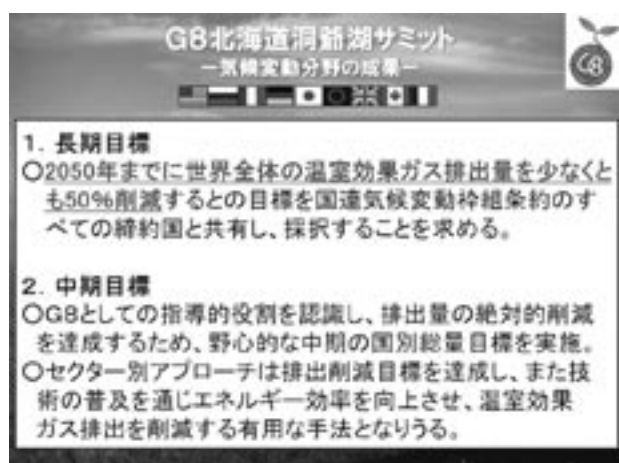 G8北海道洞爺湖サミット
－気候変動分野の成果－
G8
1．長期目標
○2050年までに世界全体の温室効果ガス排出量を少なくと
も50%削減するとの目標を国連気候変動枠組条約のす
べての締約国と共有し、採択することを求める。
2．中期目標
○G8としての指導的役割を認識し、排出量の絶対的削減
を達成するため、野心的な中期の国別総量目標を実施。
○セクター別アプローチは排出削減目標を達成し、また技
術の普及を通じエネルギー効率を向上させ、温室効果
ガス排出を削減する有用な手法となりうる。